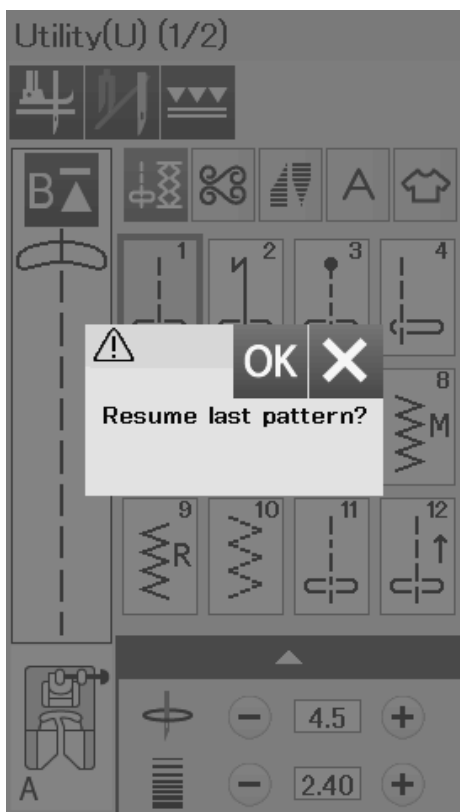 Utility(U) (1/2)
B
A
1 2 3 4
OK
Resume last pattern?
8
M
9 10 11 12
R
4.5
2.40
A